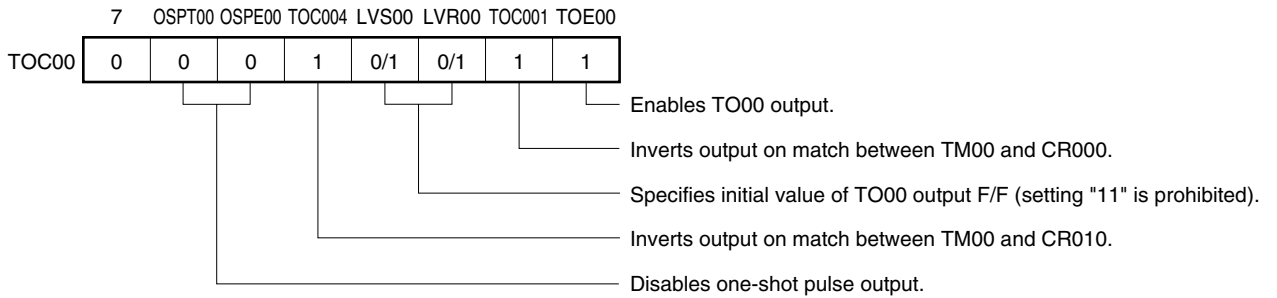 7 OSPT00 OSPE00 TOC004 LVS00 LVR00 TOC001 TOE00
TOC00 0 0 0 1 0/1 0/1 1 1
Enables TO00 output.
Inverts output on match between TM00 and CR000.
Specifies initial value of TO00 output F/F (setting "11" is prohibited).
Inverts output on match between TM00 and CR010.
Disables one-shot pulse output.